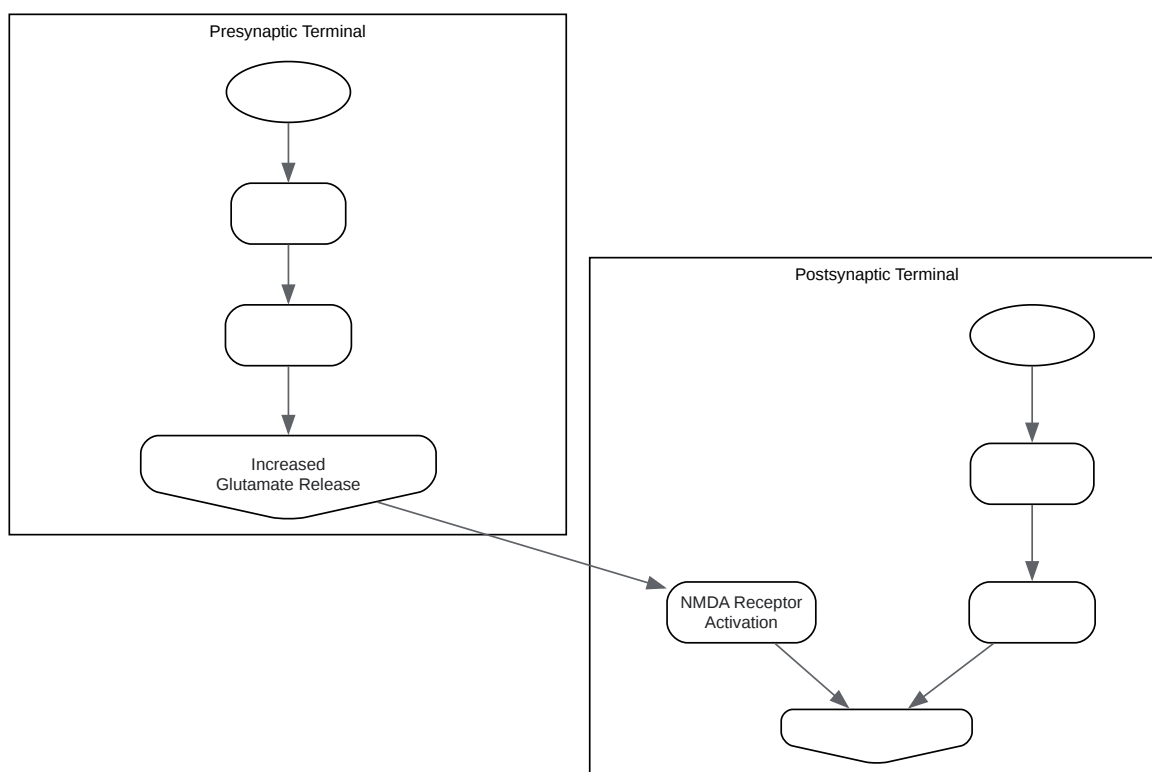 Presynaptic Terminal
Increased
Glutamate Release
Postsynaptic Terminal
NMDA Receptor
Activation